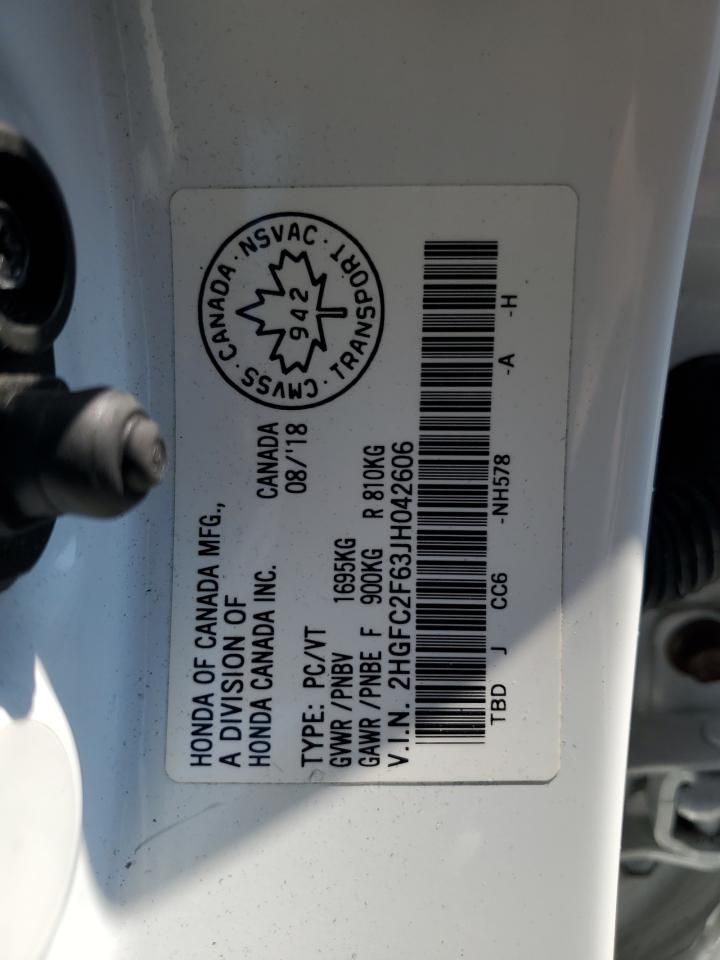 HONDA OF CANADA MFG.,
A DIVISION OF
HONDA CANADA INC.
CANADA
08/'18
CMVSS · CANADA · NSVAC · TRANSPORT ·
942
TYPE: PC/VT
GVWR /PNBV 1695KG
GAWR /PNBE F 900KG R 810KG
V.I.N. 2HGFC2F63JH042606
TBD J CC6 -NH578 -A -H